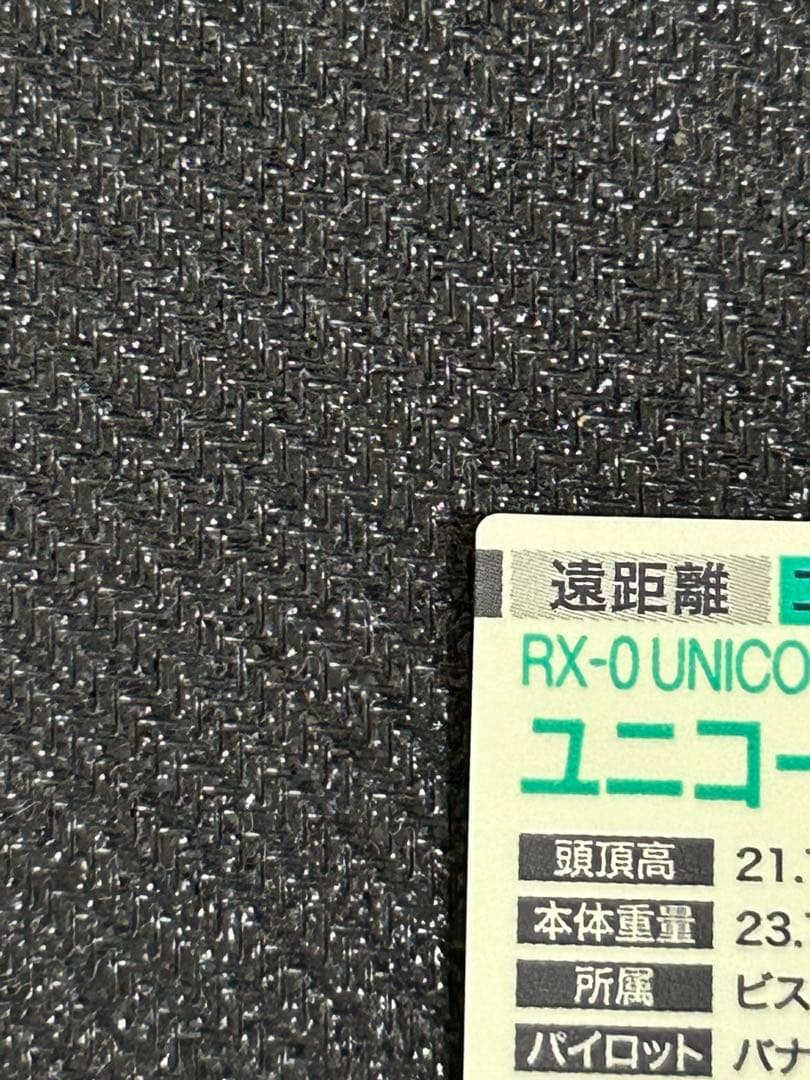 遠距離
RX-0 UNICO
ユニコー
頭頂高 21.
本体重量 23.
所属 ビス
パイロット バナ